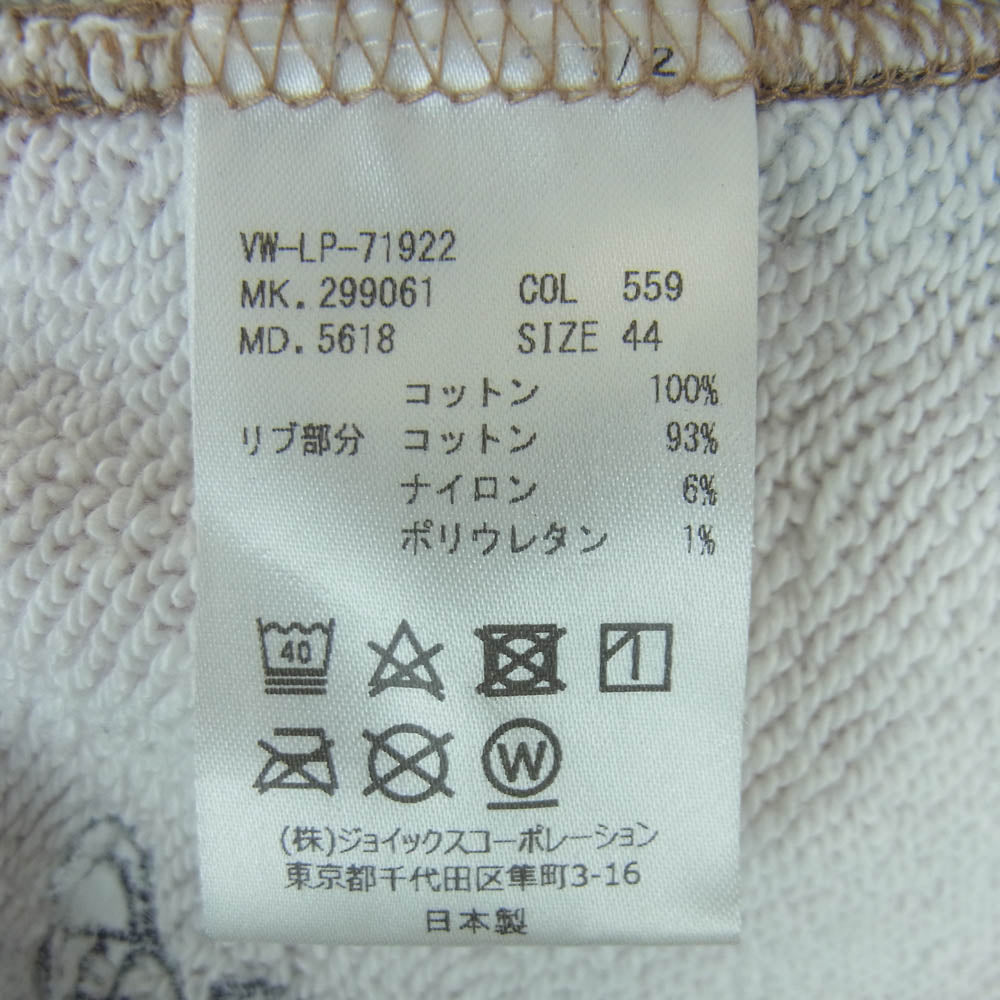 /2
VW-LP-71922
MK.299061 COL 559
MD.5618 SIZE 44
コットン 100%
リブ部分 コットン 93%
ナイロン 6%
ポリウレタン 1%
40
W
(株)ジョイックスコーポレーション
東京都千代田区隼町3-16
日本製